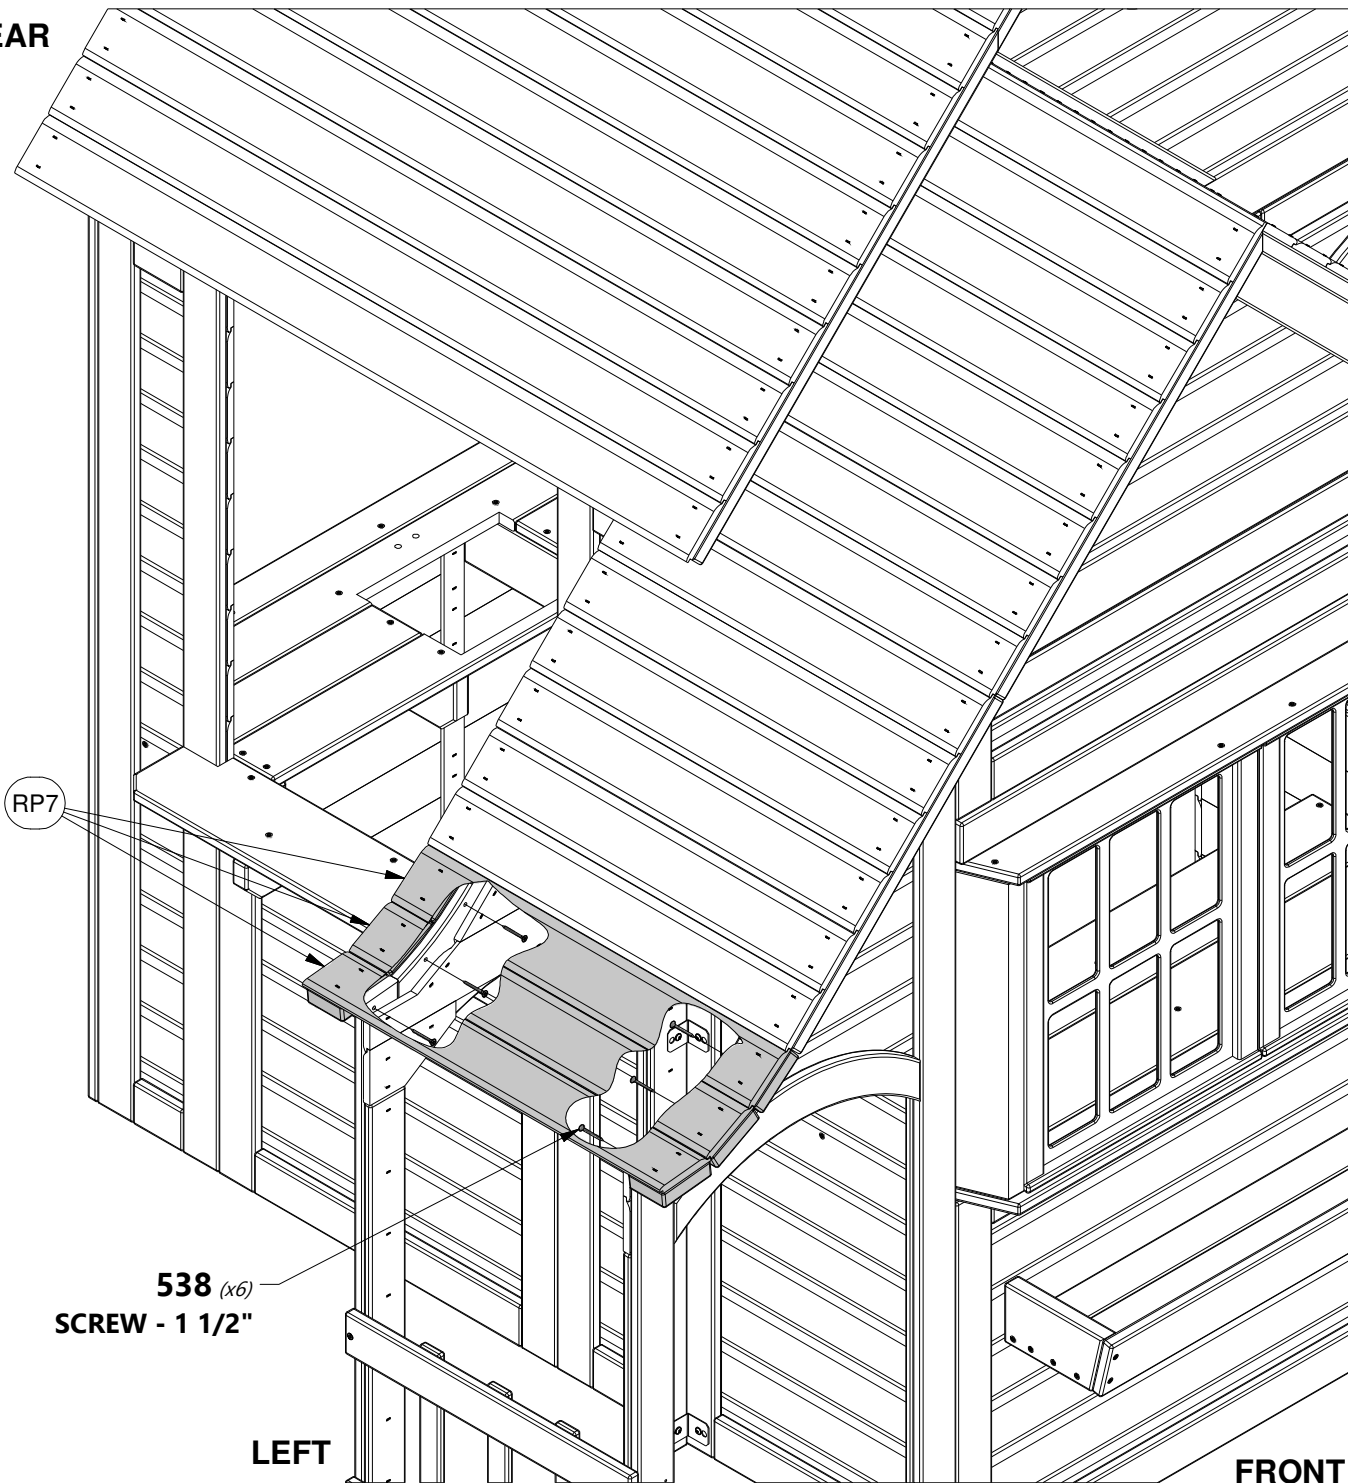 EAR
RP7
538 (x6)
SCREW - 1 1/2"
LEFT
FRONT